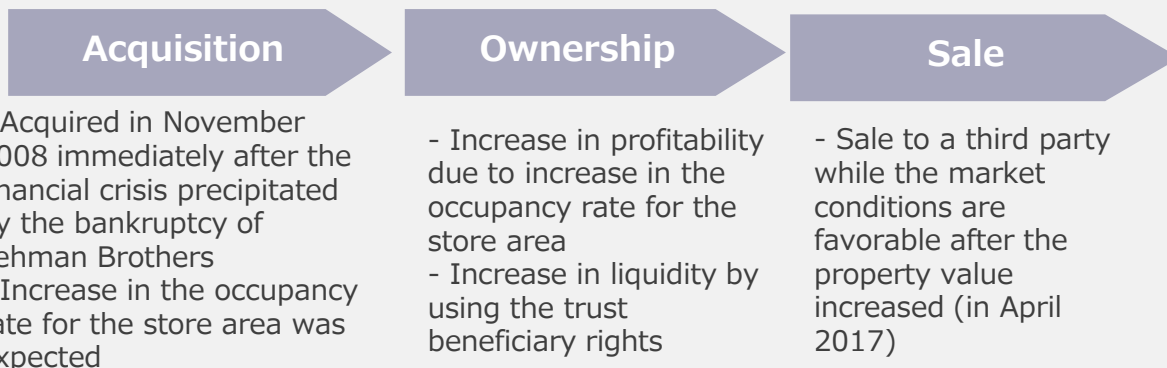 Acquisition
Acquired in November
008 immediately after the
nancial crisis precipitated
y the bankruptcy of
ehman Brothers
Increase in the occupancy
ate for the store area was
xpected
Ownership
- Increase in profitability
due to increase in the
occupancy rate for the
store area
- Increase in liquidity by
using the trust
beneficiary rights
Sale
- Sale to a third party
while the market
conditions are
favorable after the
property value
increased (in April
2017)